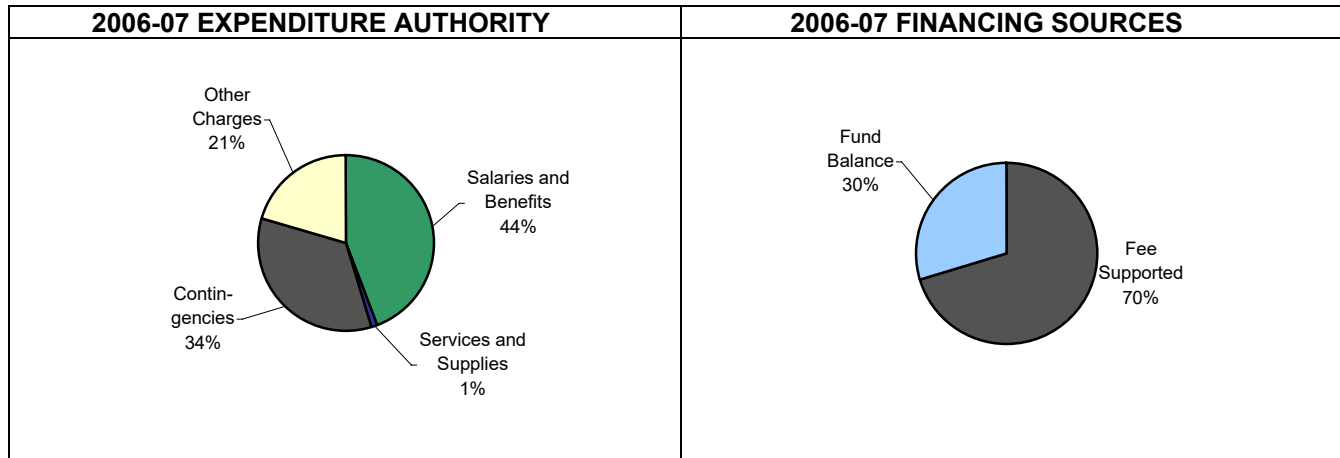 2006-07 EXPENDITURE AUTHORITY
Other
Charges
21%
Salaries and
Benefits
44%
Contin-
gencies
34%
Services and
Supplies
1%
2006-07 FINANCING SOURCES
Fund
Balance
30%
Fee
Supported
70%